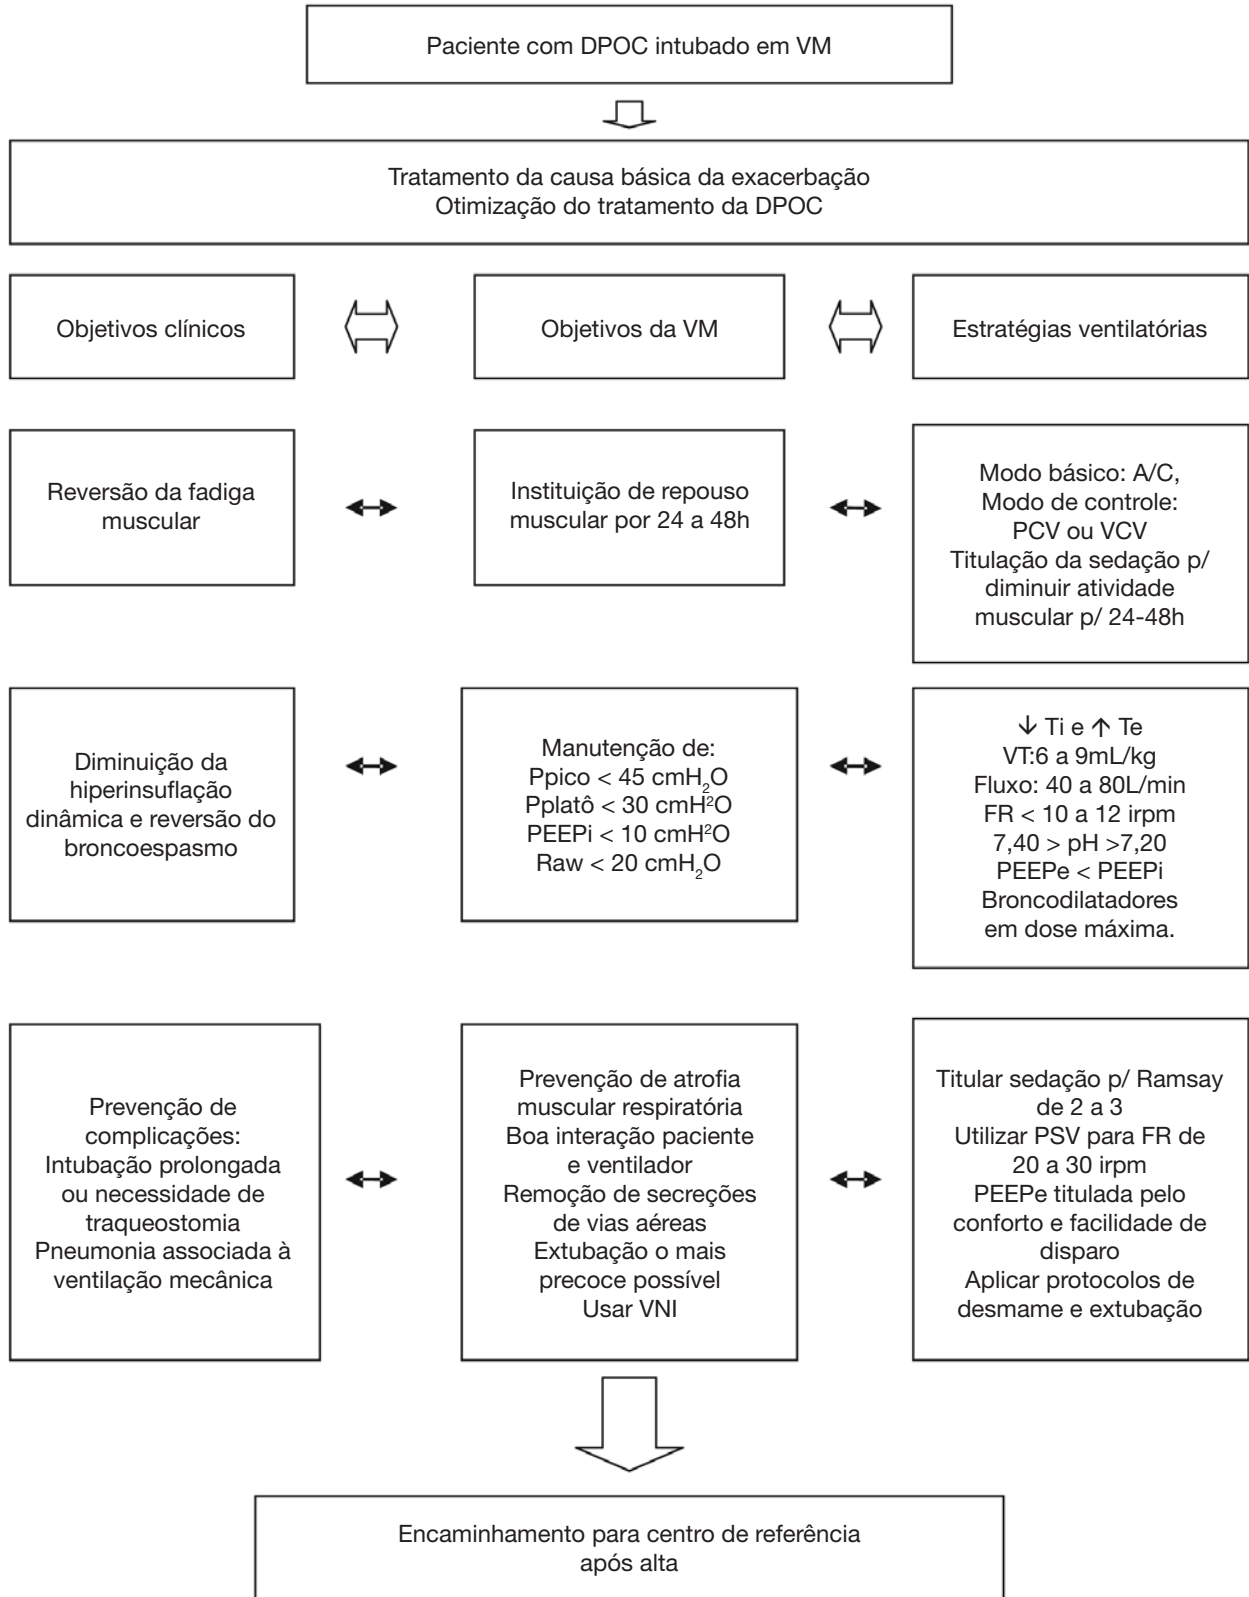 Paciente com DPOC intubado em VM
Tratamento da causa básica da exacerbação
Otimização do tratamento da DPOC
Objetivos clínicos
Objetivos da VM
Estratégias ventilatórias
Reversão da fadiga
muscular
Instituição de repouso
muscular por 24 a 48h
Modo básico: A/C,
Modo de controle:
PCV ou VCV
Titulação da sedação p/
diminuir atividade
muscular p/ 24-48h
Diminuição da
hiperinsuflação
dinâmica e reversão do
broncoespasmo
Manutenção de:
Ppico < 45 cmH₂O
Pplatô < 30 cmH²O
PEEPi < 10 cmH²O
Raw < 20 cmH₂O
↓ Ti e ↑ Te
VT:6 a 9mL/kg
Fluxo: 40 a 80L/min
FR < 10 a 12 irpm
7,40 > pH >7,20
PEEPe < PEEPi
Broncodilatadores
em dose máxima.
Prevenção de
complicações:
Intubação prolongada
ou necessidade de
traqueostomia
Pneumonia associada à
ventilação mecânica
Prevenção de atrofia
muscular respiratória
Boa interação paciente
e ventilador
Remoção de secreções
de vias aéreas
Extubação o mais
precoce possível
Usar VNI
Titular sedação p/ Ramsay
de 2 a 3
Utilizar PSV para FR de
20 a 30 irpm
PEEPe titulada pelo
conforto e facilidade de
disparo
Aplicar protocolos de
desmame e extubação
Encaminhamento para centro de referência
após alta